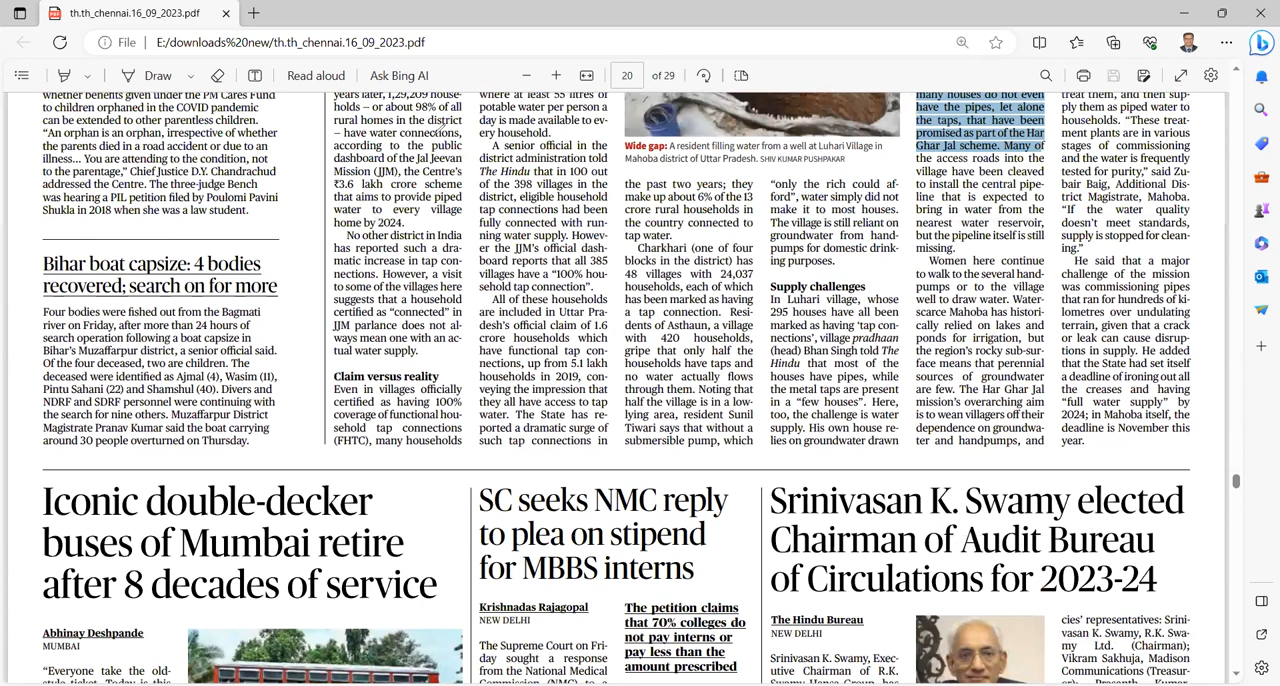 th.th_chennai.16_09_2023.pdf
File
E:/downloads%20new/th.th_chennai.16_09_2023.pdf
Draw
Read aloud
Ask Bing AI
20
of 29
whether benefits given under the PM Cares Fund
to children orphaned in the COVID pandemic
can be extended to other parentless children.
“An orphan is an orphan, irrespective of whether
the parents died in a road accident or due to an
illness... You are attending to the condition, not
to the parentage,” Chief Justice D.Y. Chandrachud
addressed the Centre. The three-judge Bench
was hearing a PIL petition filed by Poulomi Pavini
Shukla in 2018 when she was a law student.
Bihar boat capsize: 4 bodies
recovered; search on for more
Four bodies were fished out from the Bagmati
river on Friday, after more than 24 hours of
search operation following a boat capsize in
Bihar’s Muzaffarpur district, a senior official said.
Of the four deceased, two are children. The
deceased were identified as Ajmal (4), Wasim (11),
Pintu Sahani (22) and Shamshul (40). Divers and
NDRF and SDRF personnel were continuing with
the search for nine others. Muzaffarpur District
Magistrate Pranav Kumar said the boat carrying
around 30 people overturned on Thursday.
years later, 1,29,209 house-
holds – or about 98% of all
rural homes in the district
– have water connections,
according to the public
dashboard of the Jal Jeevan
Mission (JJM), the Centre’s
₹3.6 lakh crore scheme
that aims to provide piped
water to every village
home by 2024.
No other district in India
has reported such a dra-
matic increase in tap con-
nections. However, a visit
to some of the villages here
suggests that a household
certified as “connected” in
JJM parlance does not al-
ways mean one with an ac-
tual water supply.
Claim versus reality
Even in villages officially
certified as having 100%
coverage of functional hou-
sehold tap connections
(FHTC), many households
where at least 55 litres of
potable water per person a
day is made available to ev-
ery household.
A senior official in the
district administration told
The Hindu that in 100 out
of the 398 villages in the
district, eligible household
tap connections had been
fully connected with run-
ning water supply. Howev-
er the JJM’s official dash-
board reports that all 385
villages have a “100% hou-
sehold tap connection”.
All of these households
are included in Uttar Pra-
desh’s official claim of 1.6
crore households which
have functional tap con-
nections, up from 5.1 lakh
households in 2019, con-
veying the impression that
they all have access to tap
water. The State has re-
ported a dramatic surge of
such tap connections in
Wide gap: A resident filling water from a well at Luhari Village in
Mahoba district of Uttar Pradesh. SHIV KUMAR PUSHPAKAR
the past two years; they
make up about 6% of the 13
crore rural households in
the country connected to
tap water.
Charkhari (one of four
blocks in the district) has
48 villages with 24,037
households, each of which
has been marked as having
a tap connection. Resi-
dents of Asthaun, a village
with 420 households,
gripe that only half the
households have taps and
no water actually flows
through them. Noting that
half the village is in a low-
lying area, resident Sunil
Tiwari says that without a
submersible pump, which
“only the rich could af-
ford”, water simply did not
make it to most houses.
The village is still reliant on
groundwater from hand-
pumps for domestic drink-
ing purposes.
Supply challenges
In Luhari village, whose
295 houses have all been
marked as having ‘tap con-
nections’, village pradhaan
(head) Bhan Singh told The
Hindu that most of the
houses have pipes, while
the metal taps are present
in a “few houses”. Here,
too, the challenge is water
supply. His own house re-
lies on groundwater drawn
many houses do not even
have the pipes, let alone
the taps, that have been
promised as part of the Har
Ghar Jal scheme. Many of
the access roads into the
village have been cleaved
to install the central pipe-
line that is expected to
bring in water from the
nearest water reservoir,
but the pipeline itself is still
missing.
Women here continue
to walk to the several hand-
pumps or to the village
well to draw water. Water-
scarce Mahoba has histori-
cally relied on lakes and
ponds for irrigation, but
the region’s rocky sub-sur-
face means that perennial
sources of groundwater
are few. The Har Ghar Jal
mission’s overarching aim
is to wean villagers off their
dependence on groundwa-
ter and handpumps, and
treat them, and then sup-
ply them as piped water to
households. “These treat-
ment plants are in various
stages of commissioning
and the water is frequently
tested for purity,” said Zu-
bair Baig, Additional Dis-
trict Magistrate, Mahoba.
“If the water quality
doesn’t meet standards,
supply is stopped for clean-
ing.”
He said that a major
challenge of the mission
was commissioning pipes
that ran for hundreds of ki-
lometres over undulating
terrain, given that a crack
or leak can cause disrup-
tions in supply. He added
that the State had set itself
a deadline of ironing out all
the creases and having
“full water supply” by
2024; in Mahoba itself, the
deadline is November this
year.
Iconic double-decker
buses of Mumbai retire
after 8 decades of service
Abhinay Deshpande
MUMBAI
“Everyone take the old-
style ticket. Today is this
SC seeks NMC reply
to plea on stipend
for MBBS interns
Krishnadas Rajagopal
NEW DELHI
The Supreme Court on Fri-
day sought a response
from the National Medical
Commission (NMC) to a
The petition claims
that 70% colleges do
not pay interns or
pay less than the
amount prescribed
Srinivasan K. Swamy elected
Chairman of Audit Bureau
of Circulations for 2023-24
The Hindu Bureau
NEW DELHI
Srinivasan K. Swamy, Exec-
utive Chairman of R.K.
Swamy Hansa Group, has
cies’ representatives: Srini-
vasan K. Swamy, R.K. Swa-
my Ltd. (Chairman);
Vikram Sakhuja, Madison
Communications (Treasur-
er); Prasanth Kumar,